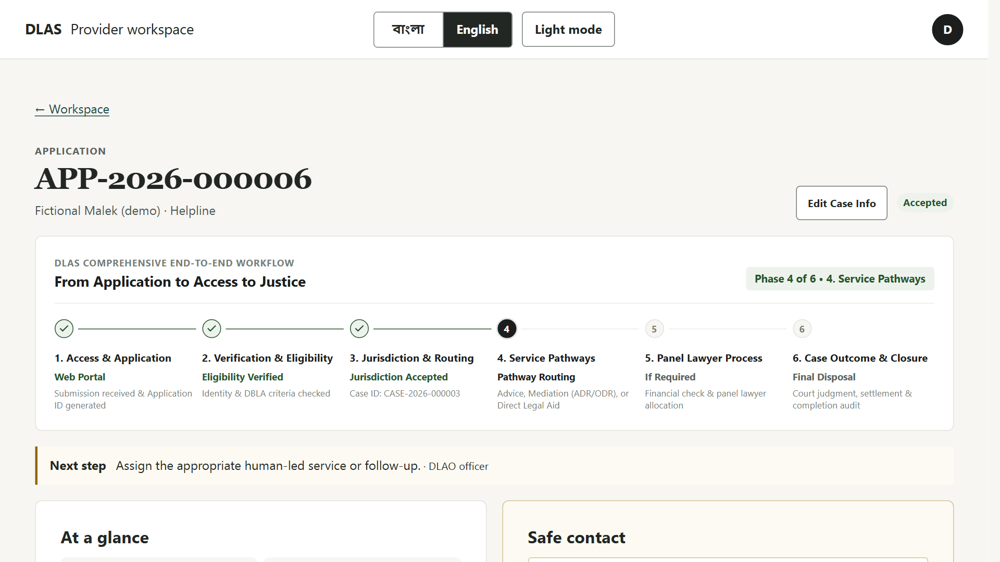 DLAS Provider workspace
বাংলা English Light mode D
← Workspace
APPLICATION
APP-2026-000006
Fictional Malek (demo) · Helpline
Edit Case Info Accepted
DLAS COMPREHENSIVE END-TO-END WORKFLOW
From Application to Access to Justice
Phase 4 of 6 • 4. Service Pathways
4 5 6
1. Access & Application
Web Portal
Submission received & Application
ID generated
2. Verification & Eligibility
Eligibility Verified
Identity & DBLA criteria checked
3. Jurisdiction & Routing
Jurisdiction Accepted
Case ID: CASE-2026-000003
4. Service Pathways
Pathway Routing
Advice, Mediation (ADR/ODR), or
Direct Legal Aid
5. Panel Lawyer Process
If Required
Financial check & panel lawyer
allocation
6. Case Outcome & Closure
Final Disposal
Court judgment, settlement &
completion audit
Next step Assign the appropriate human-led service or follow-up. · DLAO officer
At a glance
Safe contact